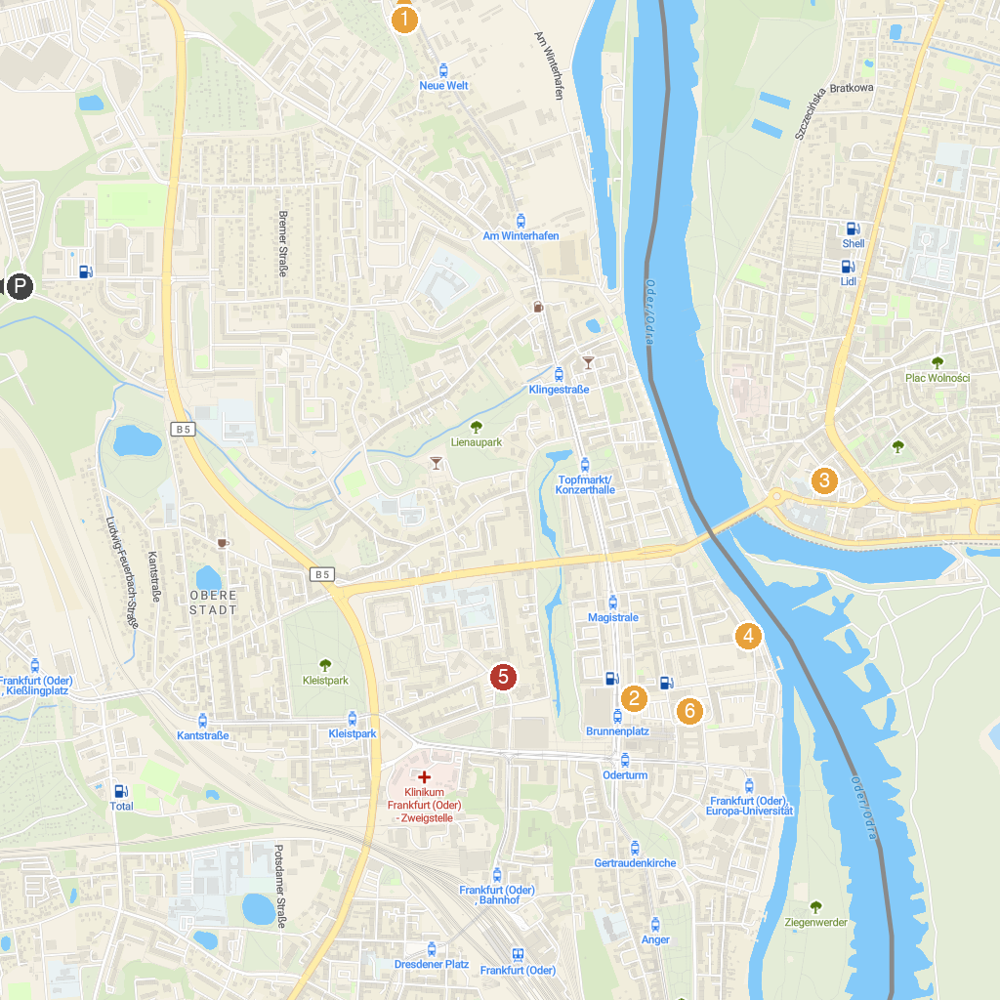 1
Neue Welt
Am Winterhafen
Bratkowa
Szczecińska
Bremer Straße
Am Winterhafen
Shell
Lidl
P
Oder/Odra
Plac Wolności
Klingestraße
B 5
Lienaupark
Topfmarkt/
Konzerthalle
3
Ludwig-Feuerbach-Straße
Kantstraße
B 5
OBERE
STADT
Magistrale
4
Kleistpark
5
Frankfurt (Oder)
, Kießlingplatz
2
6
Kantstraße
Kleistpark
Brunnenplatz
Oderturm
Klinikum
Frankfurt (Oder)
- Zweigstelle
Total
Frankfurt (Oder),
Europa-Universität
Oder/Odra
Potsdamer Straße
Gertraudenkirche
Frankfurt (Oder)
, Bahnhof
Ziegenwerder
Anger
Dresdener Platz
Frankfurt (Oder)